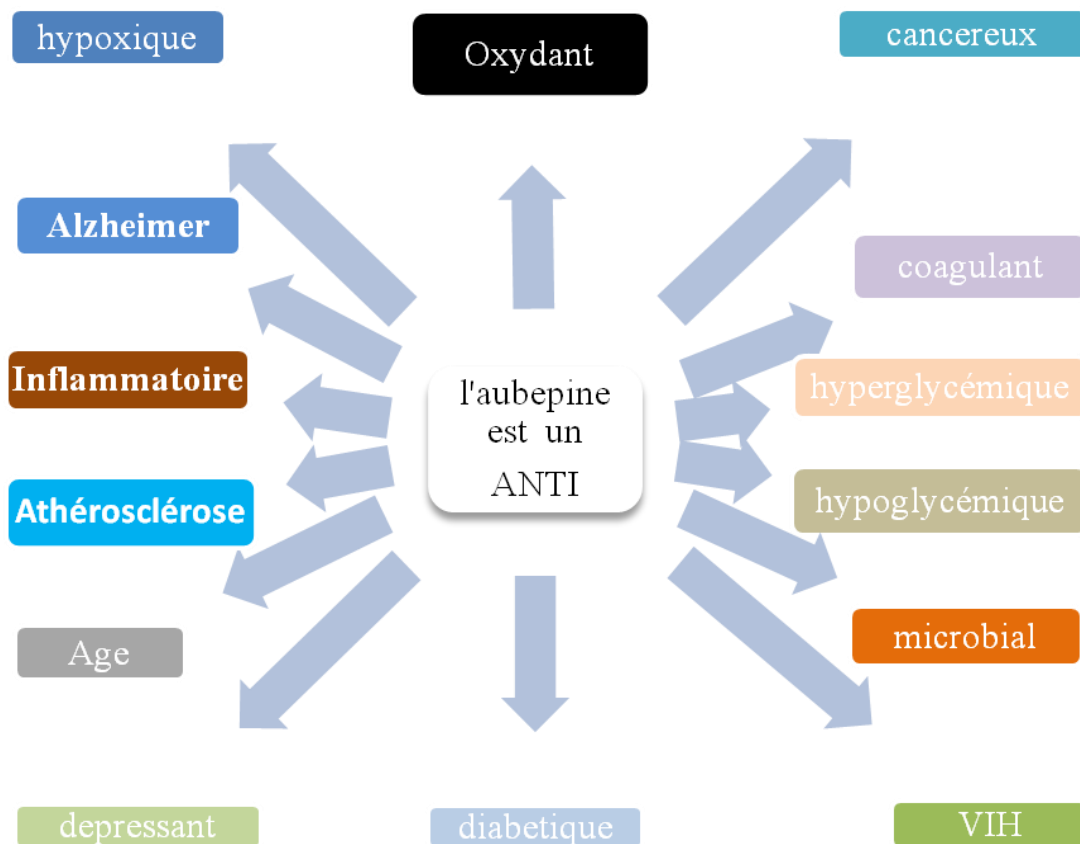 hypoxique
Oxydant
cancereux
Alzheimer
coagulant
Inflammatoire
l'aubepine
est un
ANTI
hyperglycémique
Athérosclérose
hypoglycémique
Age
microbial
depressant
diabetique
VIH